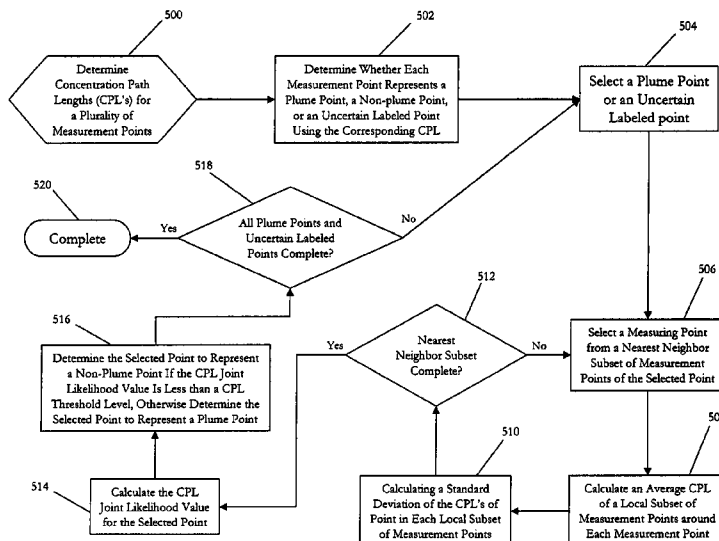 500
Determine
Concentration Path
Lengths (CPL's) for
a Plurality of
Measurement Points
502
Determine Whether Each
Measurement Point Represents a
Plume Point, a Non-plume Point,
or an Uncertain Labeled Point
Using the Corresponding CPL
504
Select a Plume Point
or an Uncertain
Labeled point
518
All Plume Points and
Uncertain Labeled
Points Complete?
Yes
No
520
Complete
512
Nearest
Neighbor Subset
Complete?
Yes
No
506
Select a Measuring Point
from a Nearest Neighbor
Subset of Measurement
Points of the Selected Point
516
Determine the Selected Point to Represent
a Non-Plume Point If the CPL Joint
Likelihood Value Is Less than a CPL
Threshold Level, Otherwise Determine the
Selected Point to Represent a Plume Point
514
Calculate the CPL
Joint Likelihood Value
for the Selected Point
510
Calculating a Standard
Deviation of the CPL's of
Point in Each Local Subset
of Measurement Points
Calculate an Average CPL
of a Local Subset of
Measurement Points around
Each Measurement Point